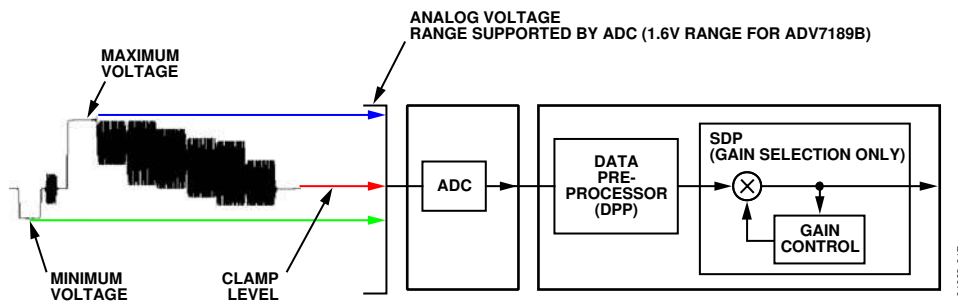 ANALOG VOLTAGE
RANGE SUPPORTED BY ADC (1.6V RANGE FOR ADV7189B)
MAXIMUM
VOLTAGE
SDP
(GAIN SELECTION ONLY)
DATA
PRE-
PROCESSOR
(DPP)
ADC
GAIN
CONTROL
MINIMUM
VOLTAGE
CLAMP
LEVEL